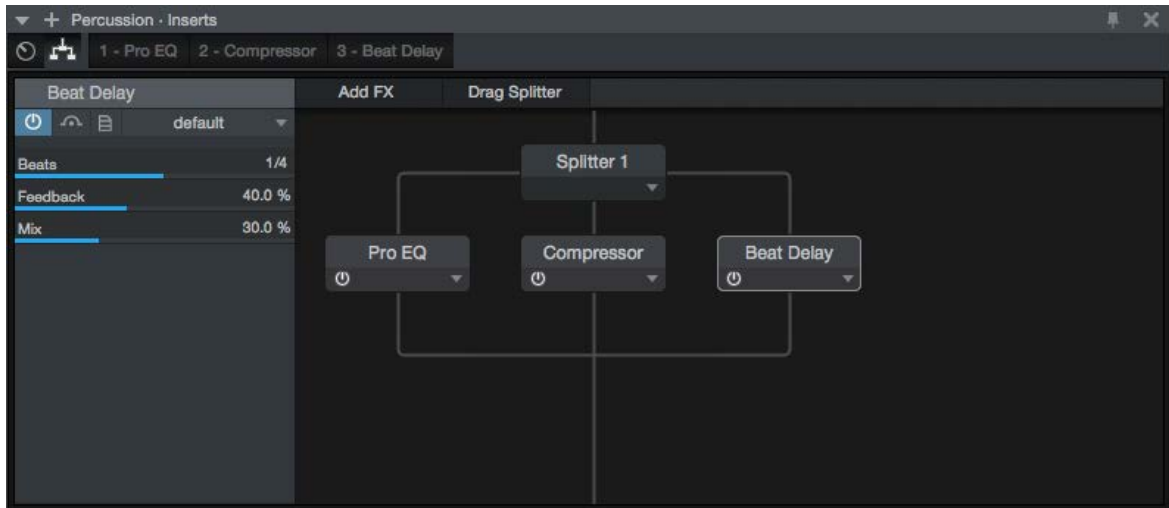 Percussion · Inserts
1 - Pro EQ 2 - Compressor 3 - Beat Delay
Beat Delay
Add FX Drag Splitter
default
Beats 1/4
Feedback 40.0 %
Mix 30.0 %
Splitter 1
Pro EQ Compressor Beat Delay